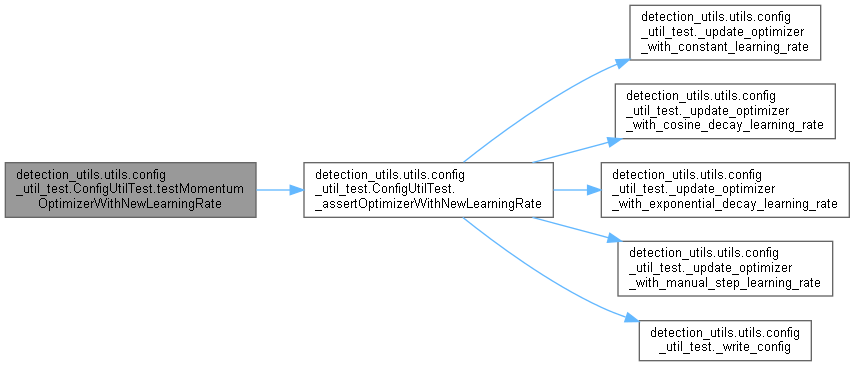 detection_utils.utils.config
_util_test._update_optimizer
_with_constant_learning_rate
detection_utils.utils.config
_util_test._update_optimizer
_with_cosine_decay_learning_rate
detection_utils.utils.config
_util_test.ConfigUtilTest.testMomentum
OptimizerWithNewLearningRate
detection_utils.utils.config
_util_test.ConfigUtilTest.
_assertOptimizerWithNewLearningRate
detection_utils.utils.config
_util_test._update_optimizer
_with_exponential_decay_learning_rate
detection_utils.utils.config
_util_test._update_optimizer
_with_manual_step_learning_rate
detection_utils.utils.config
_util_test._write_config